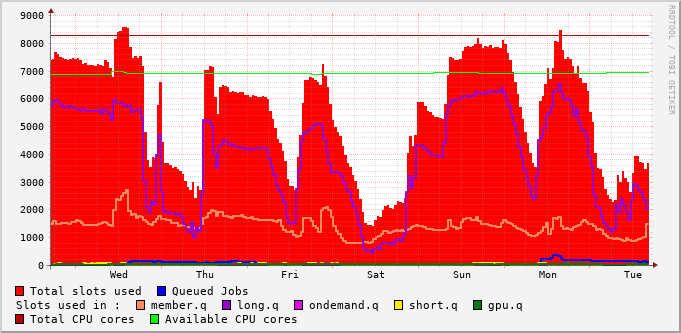 RRDTOOL / TOBI OETIKER
9000
8000
7000
6000
5000
4000
3000
2000
1000
0
Wed Thu Fri Sat Sun Mon Tue
Total slots used Queued Jobs
Slots used in : member.q long.q ondemand.q short.q gpu.q
Total CPU cores Available CPU cores